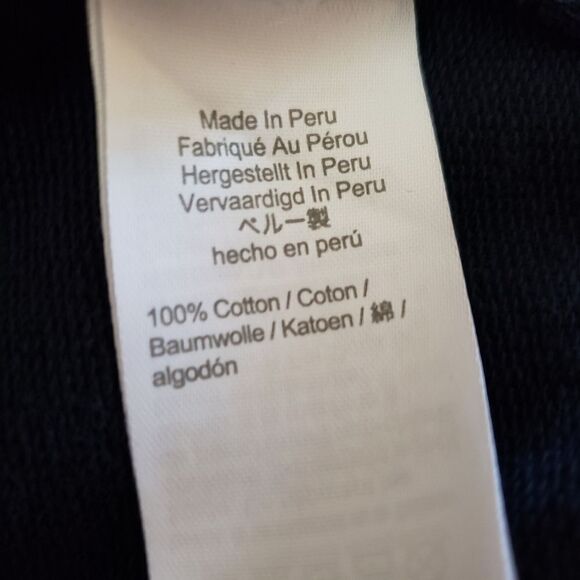 Made In Peru
Fabriqué Au Pérou
Hergestellt In Peru
Vervaardigd In Peru
ペルー製
hecho en perú
100% Cotton / Coton /
Baumwolle / Katoen / 綿 /
algodón